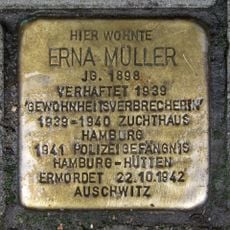 HIER WOHNTE
ERNA MÜLLER
JG. 1898
VERHAFTET 1939
'GEWOHNHEITSVERBRECHERIN'
1939-1940 ZUCHTHAUS
HAMBURG
1941 POLIZEIGEFÄNGNIS
HAMBURG-HÜTTEN
ERMORDET 22.10.1942
AUSCHWITZ